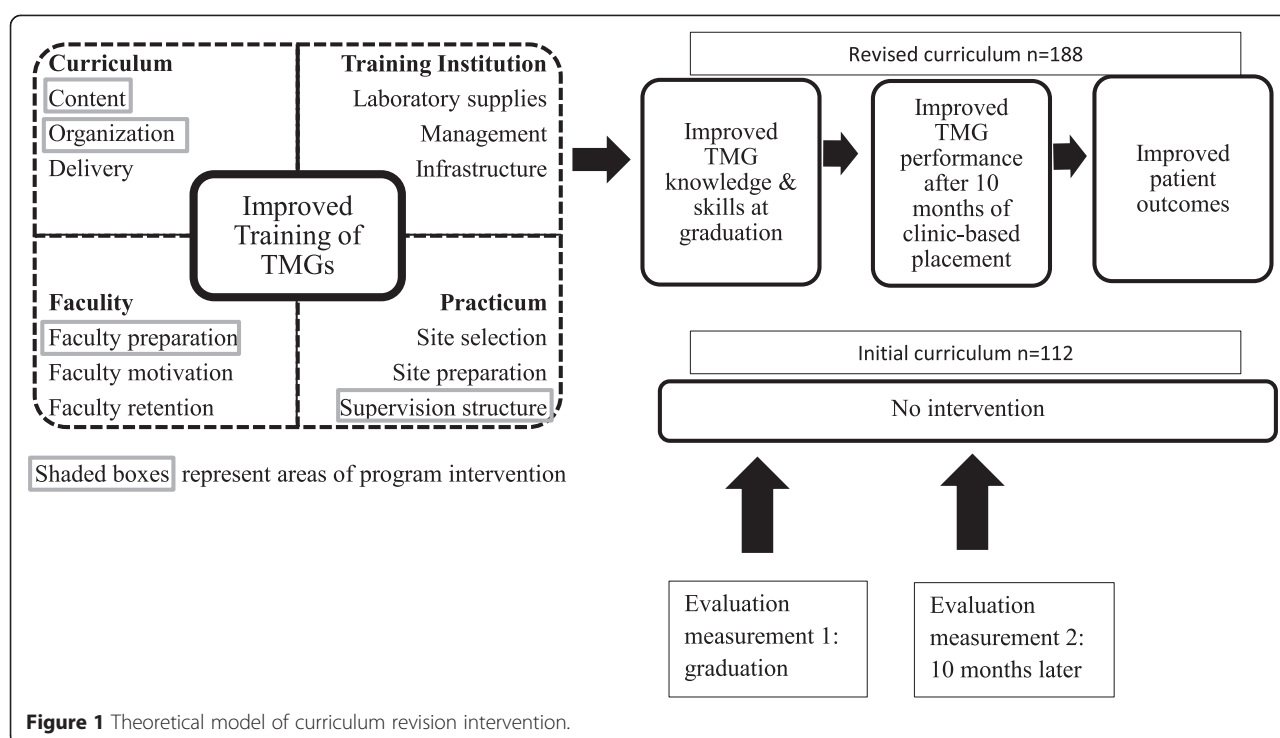 Curriculum
Content
Organization
Delivery
Training Institution
Laboratory supplies
Management
Infrastructure
Improved
Training of
TMGs
Faculity
Faculty preparation
Faculty motivation
Faculty retention
Practicum
Site selection
Site preparation
Supervision structure
Shaded boxes represent areas of program intervention
Revised curriculum n=188
Improved
TMG
knowledge &
skills at
graduation
Improved
TMG
performance
after 10
months of
clinic-based
placement
Improved
patient
outcomes
Initial curriculum n=112
No intervention
Evaluation
measurement 1:
graduation
Evaluation
measurement 2:
10 months later
Figure 1 Theoretical model of curriculum revision intervention.